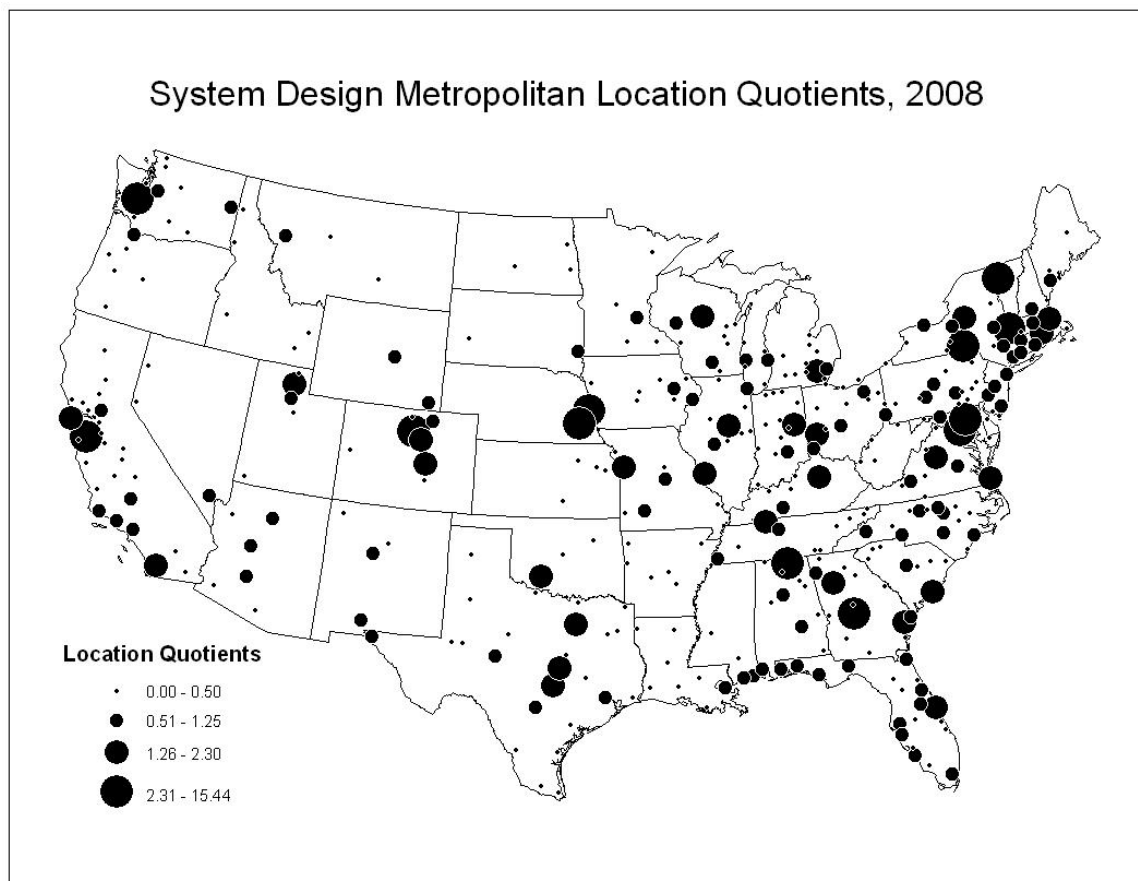 System Design Metropolitan Location Quotients, 2008
Location Quotients
0.00 - 0.50
0.51 - 1.25
1.26 - 2.30
2.31 - 15.44